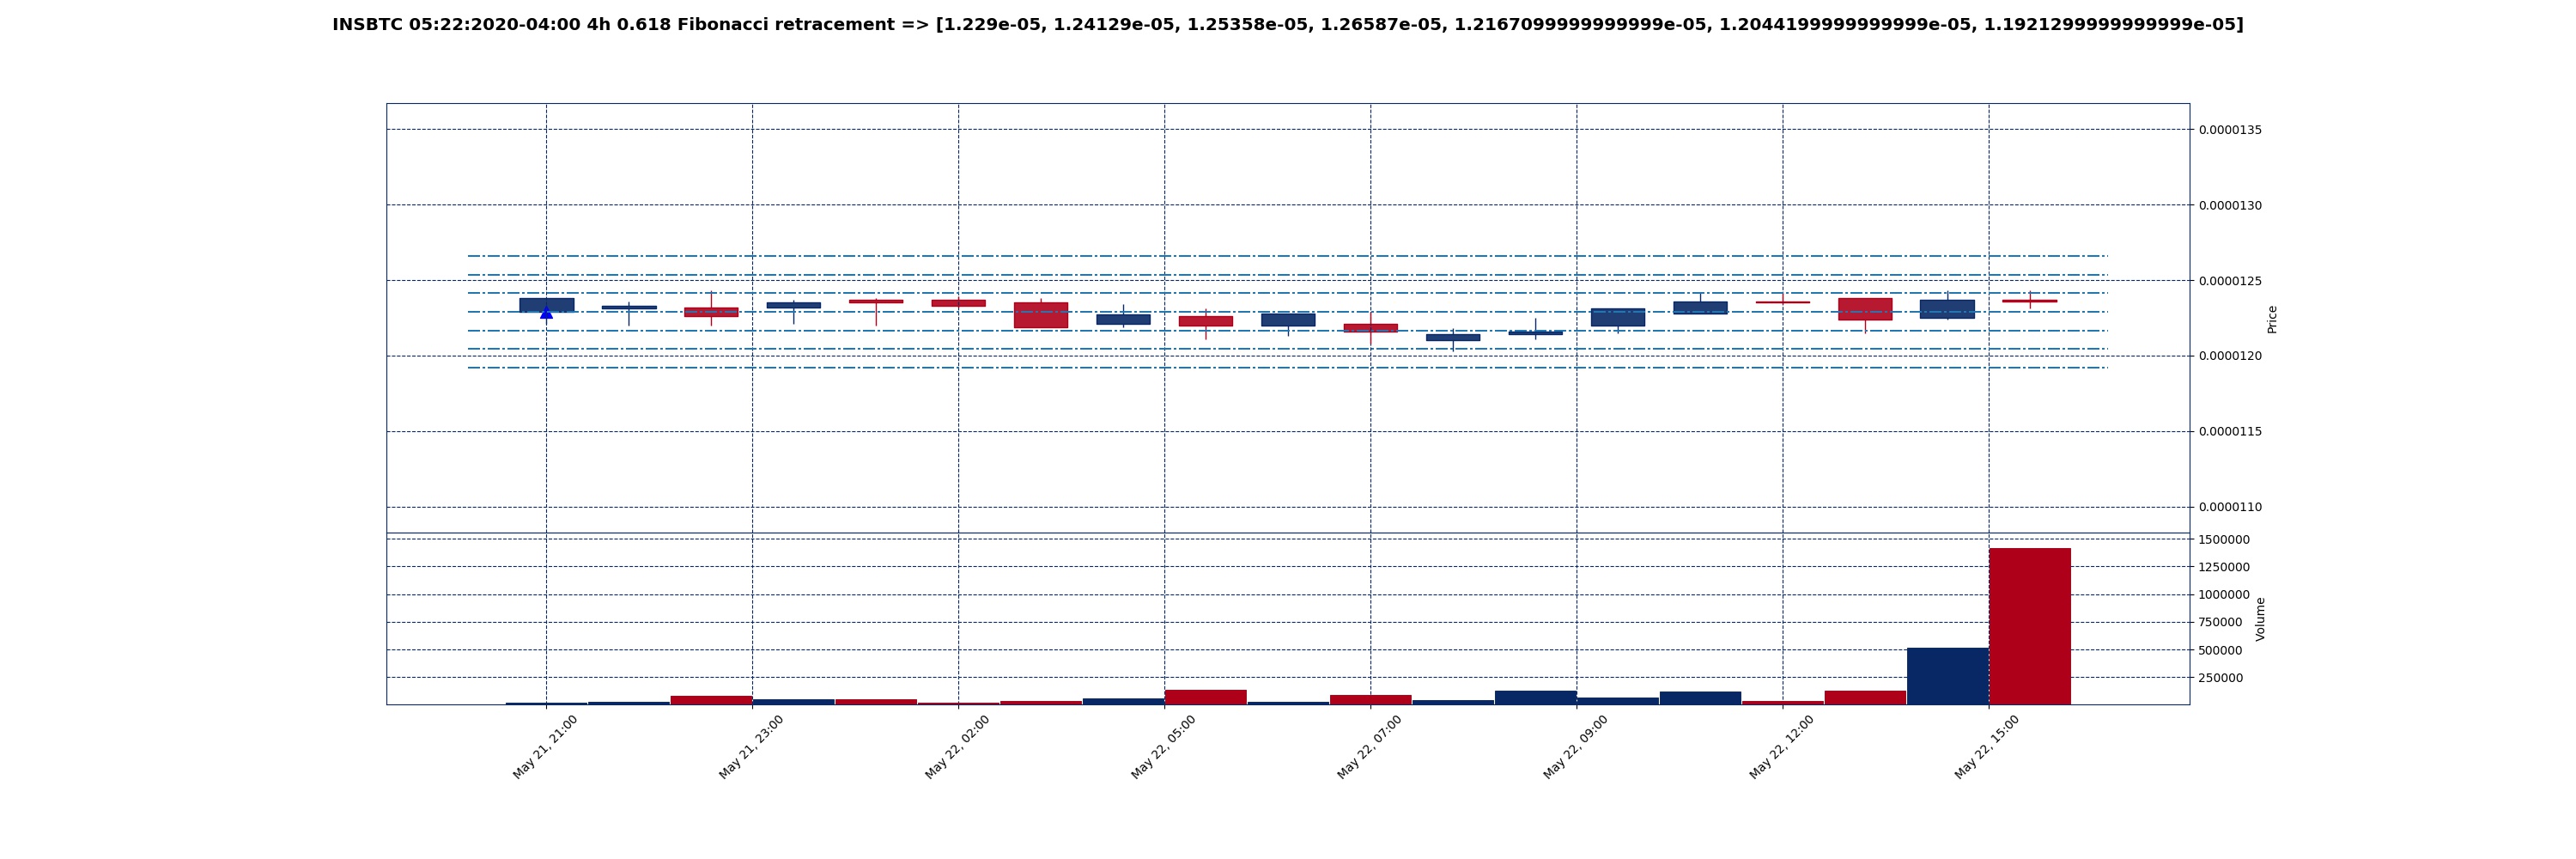 INSBTC 05:22:2020-04:00 4h 0.618 Fibonacci retracement => [1.229e-05, 1.24129e-05, 1.25358e-05, 1.26587e-05, 1.2167099999999999e-05, 1.2044199999999999e-05, 1.1921299999999999e-05]
0.0000135
0.0000130
0.0000125
Price
0.0000120
0.0000115
0.0000110
1500000
1250000
1000000
Volume
750000
500000
250000
May 21, 21:00
May 21, 23:00
May 22, 02:00
May 22, 05:00
May 22, 07:00
May 22, 09:00
May 22, 12:00
May 22, 15:00